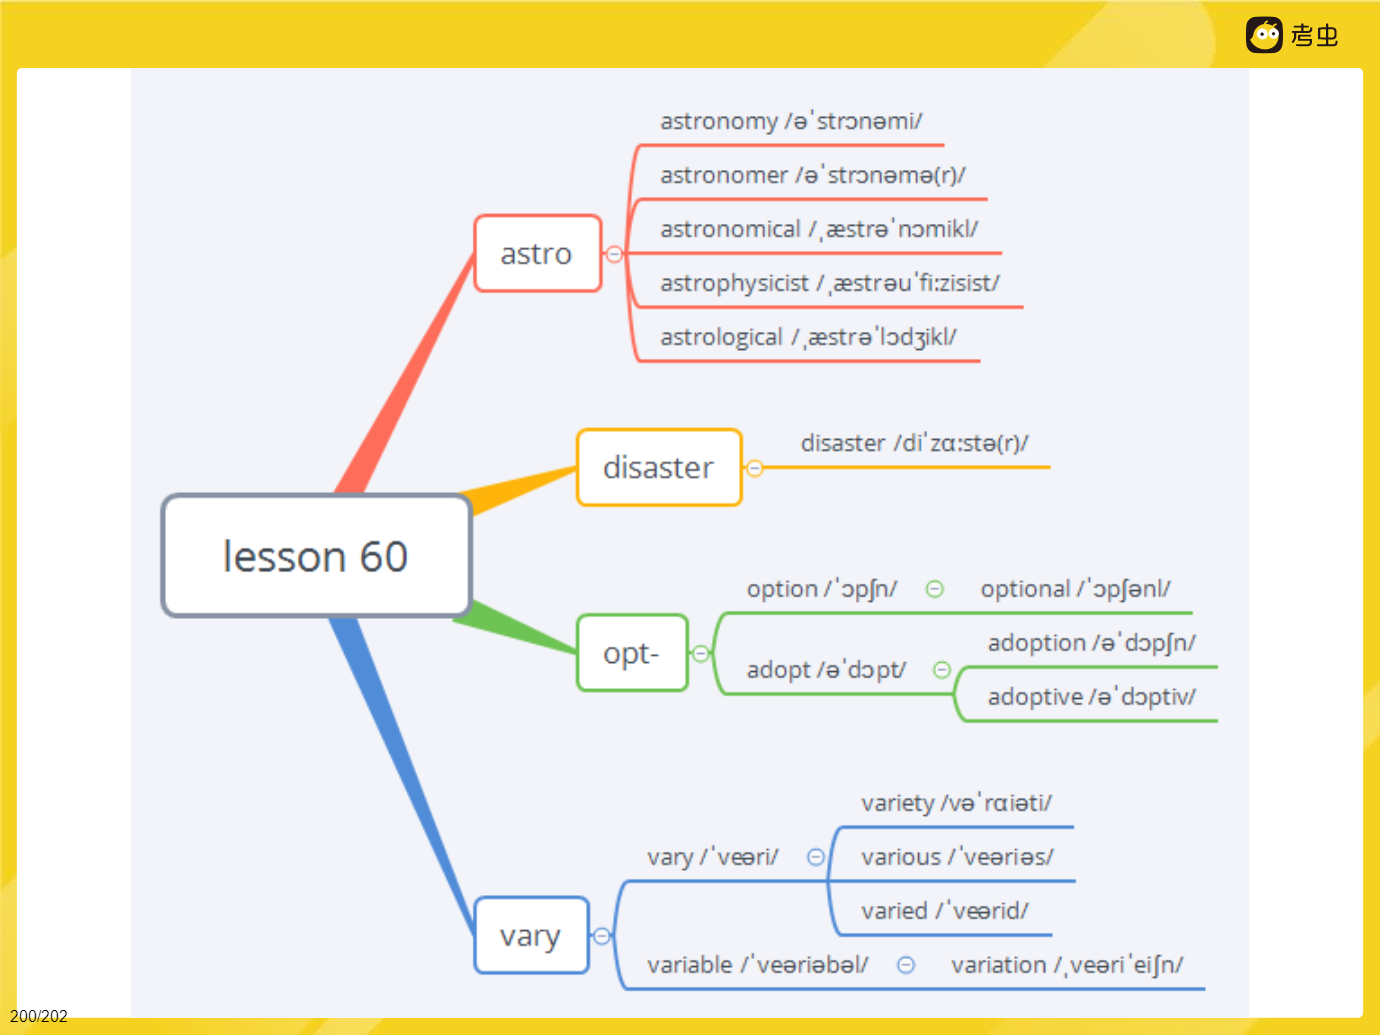 考虫
astronomy /əˈstrɔnəmi/
astronomer /əˈstrɔnəmə(r)/
astronomical /ˌæstrəˈnɔmikl/
astro
astrophysicist /ˌæstrəuˈfi:zisist/
astrological /ˌæstrəˈlɔdʒikl/
disaster /diˈzɑ:stə(r)/
disaster
lesson 60
option /ˈɔpʃn/ optional /ˈɔpʃənl/
adoption /əˈdɔpʃn/
opt-
adopt /əˈdɔpt/
adoptive /əˈdɔptiv/
variety /vəˈrɑiəti/
vary /ˈveəri/ various /ˈveəriəs/
varied /ˈveərid/
vary
variable /ˈveəriəbəl/ variation /ˌveəriˈeiʃn/
200/202